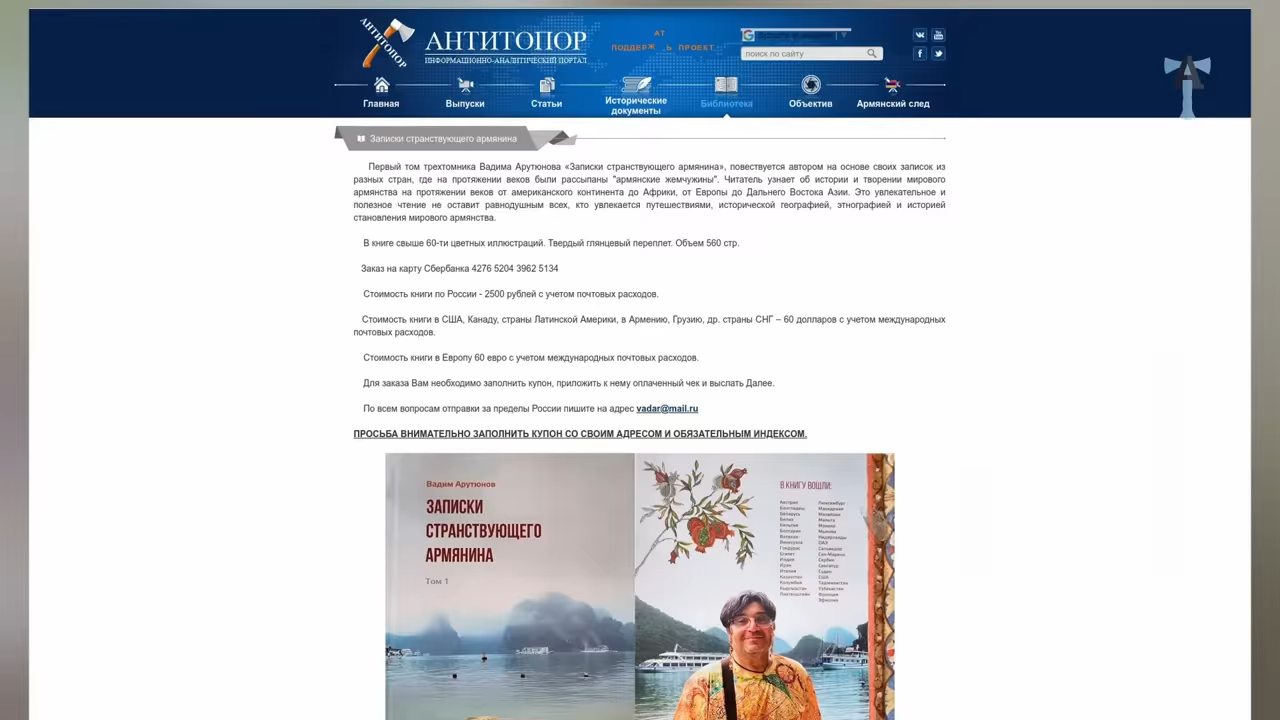 АНТИТОПОР
АНТИТОПОР
ИНФОРМАЦИОННО-АНАЛИТИЧЕСКИЙ ПОРТАЛ
поиск по сайту
Главная
Выпуски
Статьи
Исторические
документы
Библиотека
Объектив
Армянский след
Записки странствующего армянина
Первый том трехтомника Вадима Арутюнова «Записки странствующего армянина», повествуется автором на основе своих записок из
разных стран, где на протяжении веков были рассыпаны "армянские жемчужины". Читатель узнает об истории и творении мирового
армянства на протяжении веков от американского континента до Африки, от Европы до Дальнего Востока Азии. Это увлекательное и
полезное чтение не оставит равнодушным всех, кто увлекается путешествиями, исторической географией, этнографией и историей
становления мирового армянства.
В книге свыше 60-ти цветных иллюстраций. Твердый глянцевый переплет. Объем 560 стр.
Заказ на карту Сбербанка 4276 5204 3962 5134
Стоимость книги по России - 2500 рублей с учетом почтовых расходов.
Стоимость книги в США, Канаду, страны Латинской Америки, в Армению, Грузию, др. страны СНГ – 60 долларов с учетом международных
почтовых расходов.
Стоимость книги в Европу 60 евро с учетом международных почтовых расходов.
Для заказа Вам необходимо заполнить купон, приложить к нему оплаченный чек и выслать Далее.
По всем вопросам отправки за пределы России пишите на адрес vadar@mail.ru
ПРОСЬБА ВНИМАТЕЛЬНО ЗАПОЛНИТЬ КУПОН СО СВОИМ АДРЕСОМ И ОБЯЗАТЕЛЬНЫМ ИНДЕКСОМ.
Вадим Арутюнов
ЗАПИСКИ
СТРАНСТВУЮЩЕГО
АРМЯНИНА
Том 1
В КНИГУ ВОШЛИ: